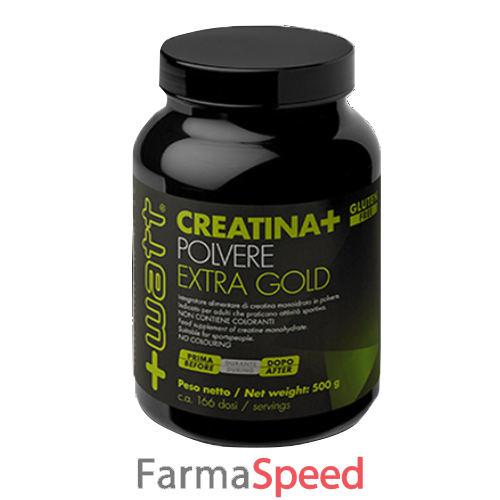 +watt®
GLUTEN
FREE
CREATINA+
POLVERE
EXTRA GOLD
Integratore alimentare di creatina monoidrato in polvere.
Indicato per adulti che praticano attività sportiva.
NON CONTIENE COLORANTI
Food supplement of creatine monohydrate.
Suitable for sportspeople.
NO COLOURING
PRIMA DURANTE DOPO
BEFORE DURING AFTER
Peso netto / Net weight: 500 g
c.a. 166 dosi / servings
FarmaSpeed